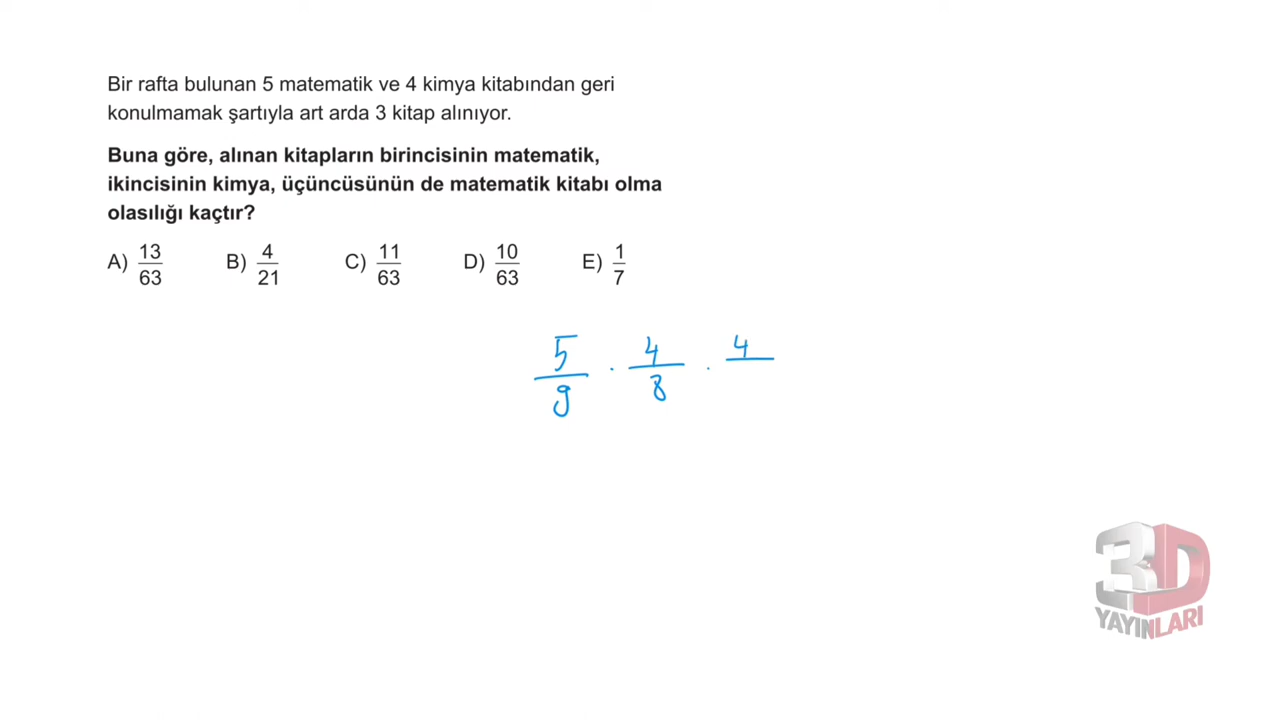 Bir rafta bulunan 5 matematik ve 4 kimya kitabından geri
konulmamak şartıyla art arda 3 kitap alınıyor.
Buna göre, alınan kitapların birincisinin matematik,
ikincisinin kimya, üçüncüsünün de matematik kitabı olma
olasılığı kaçtır?
A) 13/63 B) 4/21 C) 11/63 D) 10/63 E) 1/7
5/9 . 4/8 . 4/
3D
YAYINLARI